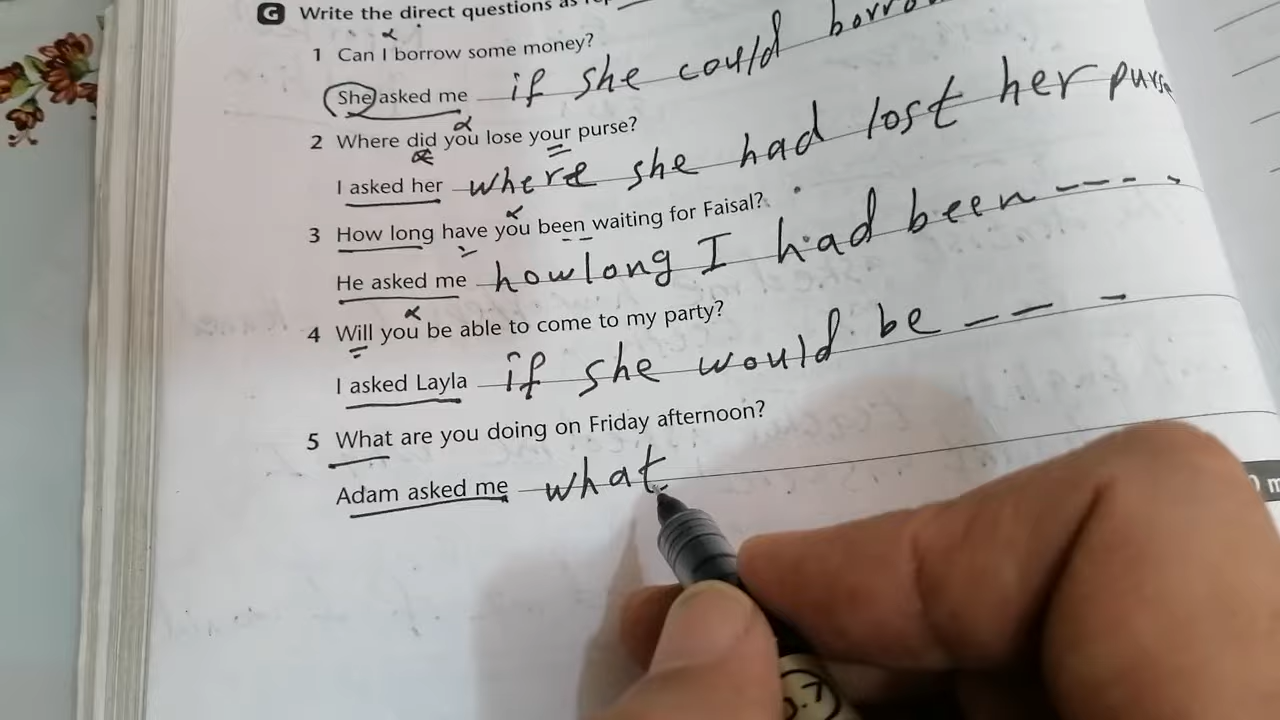 G Write the direct questions as
1 Can I borrow some money?
She asked me if she could
2 Where did you lose your purse?
I asked her where she had lost her purse
3 How long have you been waiting for Faisal?
He asked me how long I had been ----
4 Will you be able to come to my party?
I asked Layla if she would be ---
5 What are you doing on Friday afternoon?
Adam asked me what